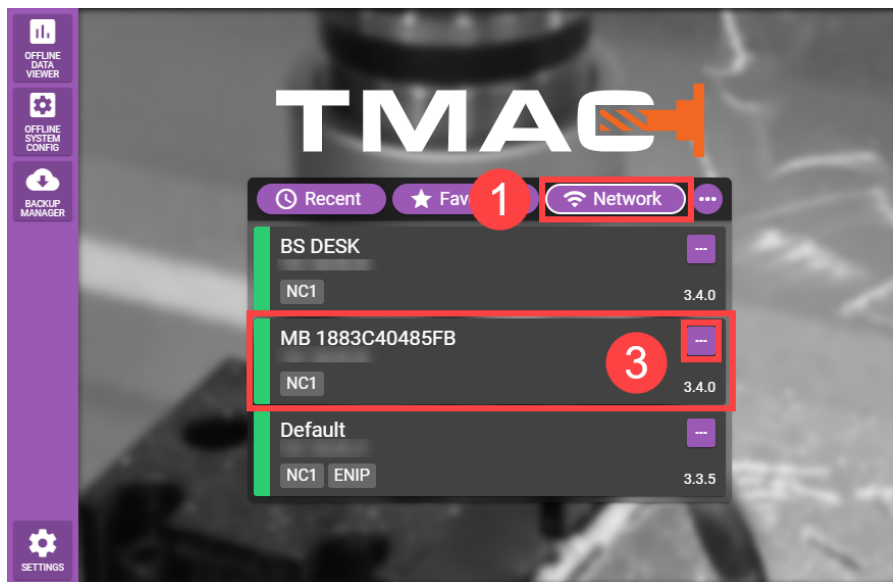 OFFLINE
DATA
VIEWER
OFFLINE
SYSTEM
CONFIG
BACKUP
MANAGER
SETTINGS
TMAC
Recent
1
Network
BS DESK
NC1
3.4.0
MB 1883C40485FB
3
NC1
3.4.0
Default
NC1 ENIP
3.3.5